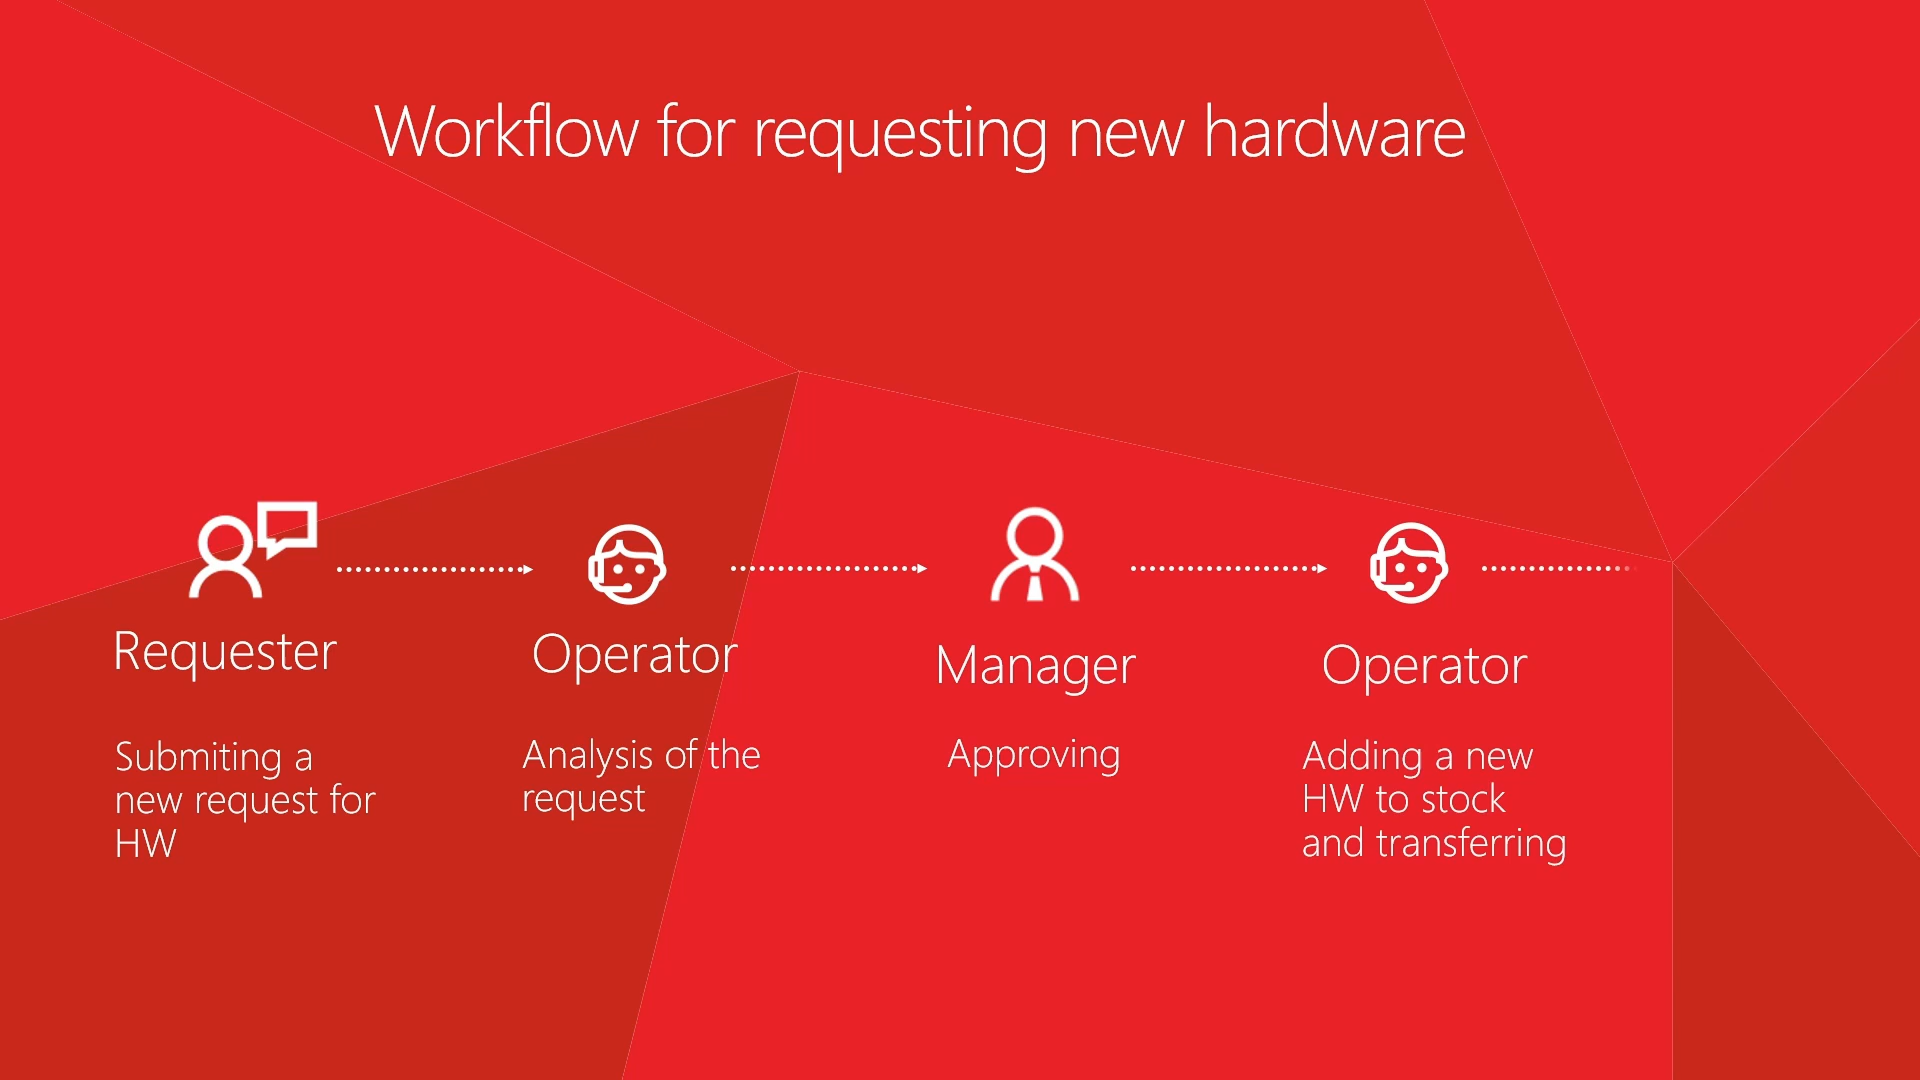 Workflow for requesting new hardware
Requester
Operator
Manager
Operator
Submiting a
new request for
HW
Analysis of the
request
Approving
Adding a new
HW to stock
and transferring